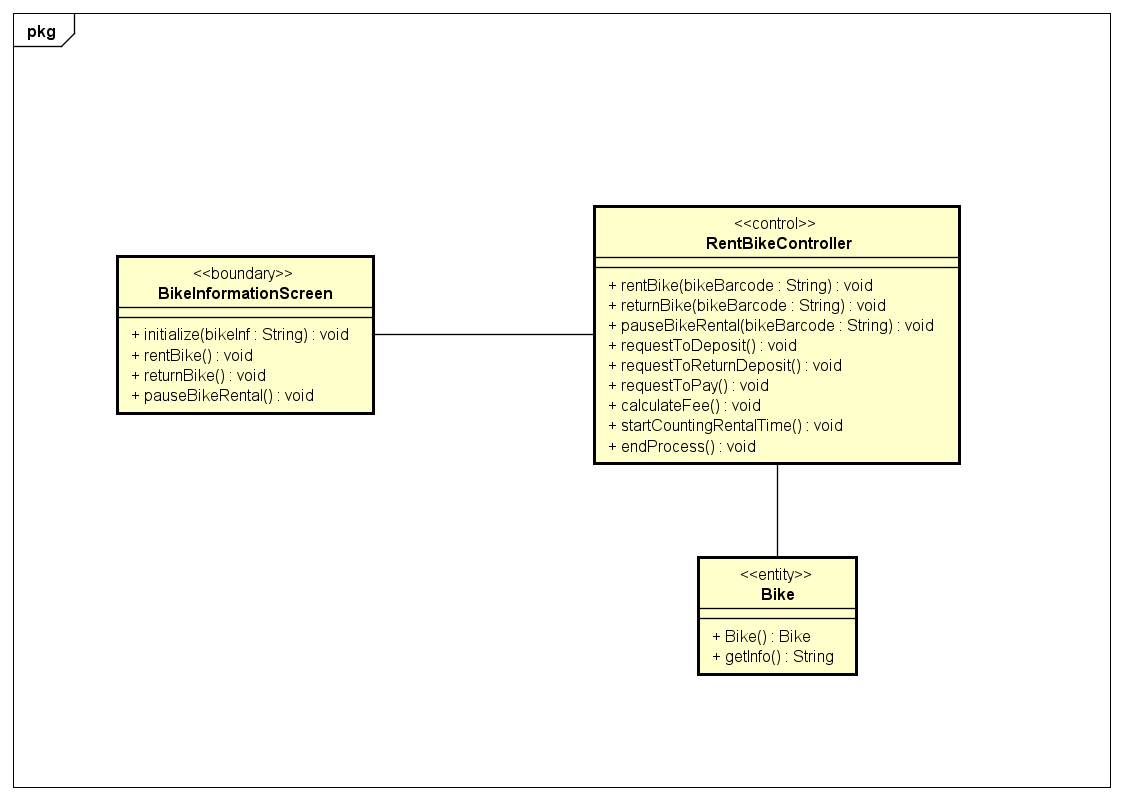 pkg
<<boundary>>
BikeInformationScreen
+ initialize(bikeInf : String) : void
+ rentBike() : void
+ returnBike() : void
+ pauseBikeRental() : void
<<control>>
RentBikeController
+ rentBike(bikeBarcode : String) : void
+ returnBike(bikeBarcode : String) : void
+ pauseBikeRental(bikeBarcode : String) : void
+ requestToDeposit() : void
+ requestToReturnDeposit() : void
+ requestToPay() : void
+ calculateFee() : void
+ startCountingRentalTime() : void
+ endProcess() : void
<<entity>>
Bike
+ Bike() : Bike
+ getInfo() : String